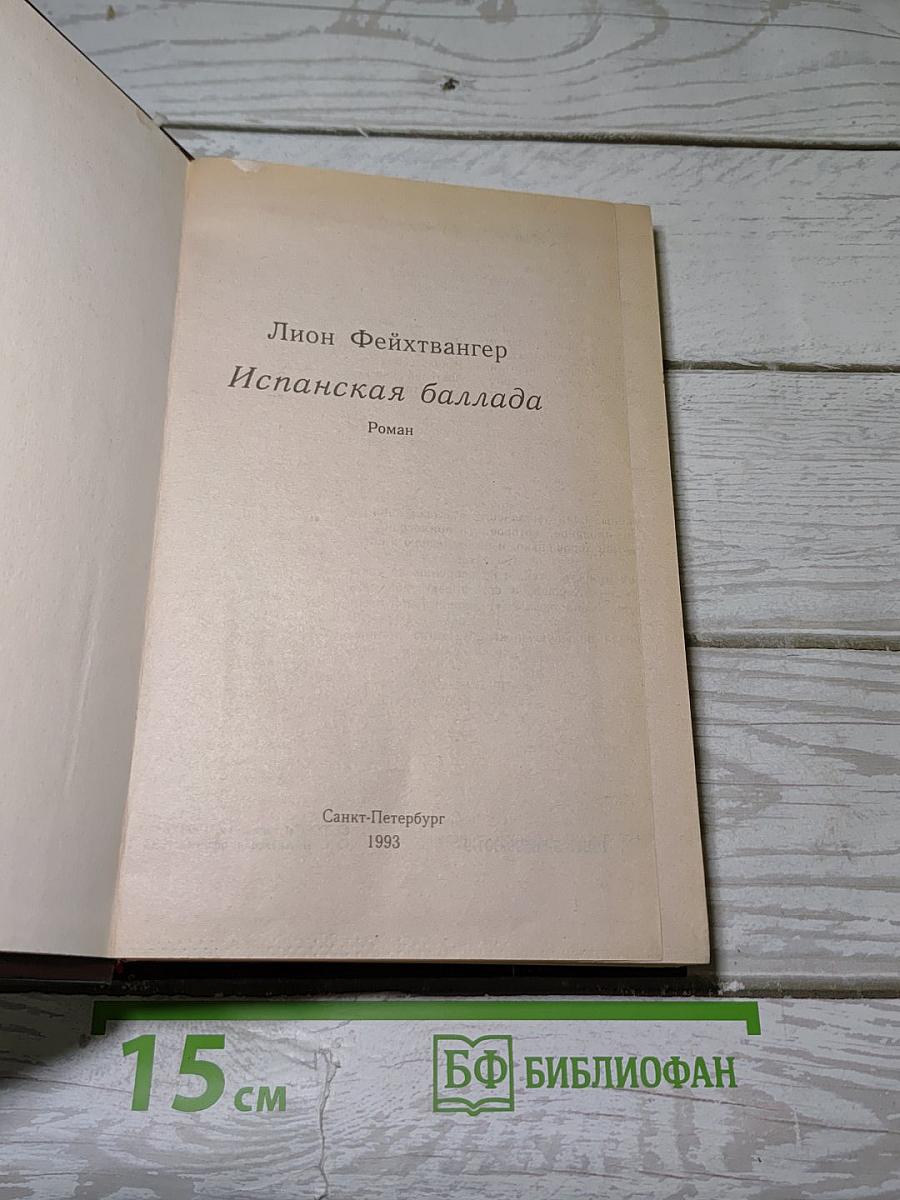 Лион Фейхтвангер
Испанская баллада
Роман
Санкт-Петербург
1993
15 см
БФ БИБЛИОФАН